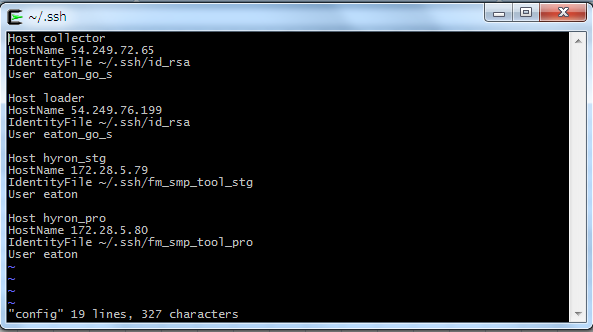 ~/.ssh
Host collector
HostName 54.249.72.65
IdentityFile ~/.ssh/id_rsa
User eaton_go_s

Host loader
HostName 54.249.76.199
IdentityFile ~/.ssh/id_rsa
User eaton_go_s

Host hyron_stg
HostName 172.28.5.79
IdentityFile ~/.ssh/fm_smp_tool_stg
User eaton

Host hyron_pro
HostName 172.28.5.80
IdentityFile ~/.ssh/fm_smp_tool_pro
User eaton
~
~
~
~
"config" 19 lines, 327 characters